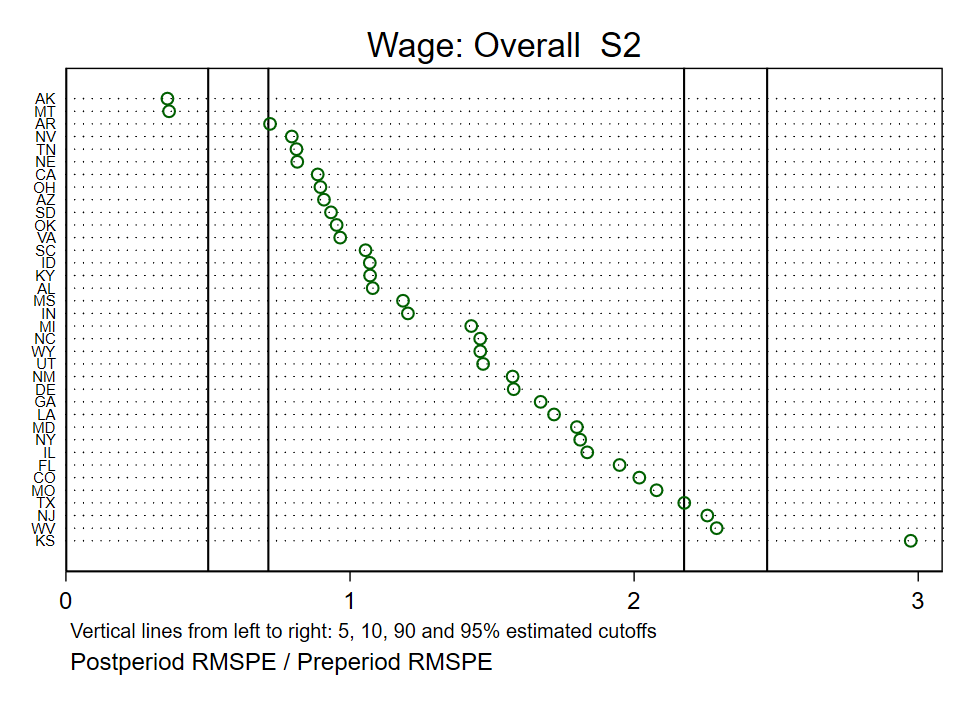 Wage: Overall S2
AK
MT
AR
NV
TN
NE
CA
OH
AZ
SD
OK
VA
SC
ID
KY
AL
MS
IN
MI
NC
WY
UT
NM
DE
GA
LA
MD
NY
IL
FL
CO
MO
TX
NJ
WV
KS
0 1 2 3
Vertical lines from left to right: 5, 10, 90 and 95% estimated cutoffs
Postperiod RMSPE / Preperiod RMSPE